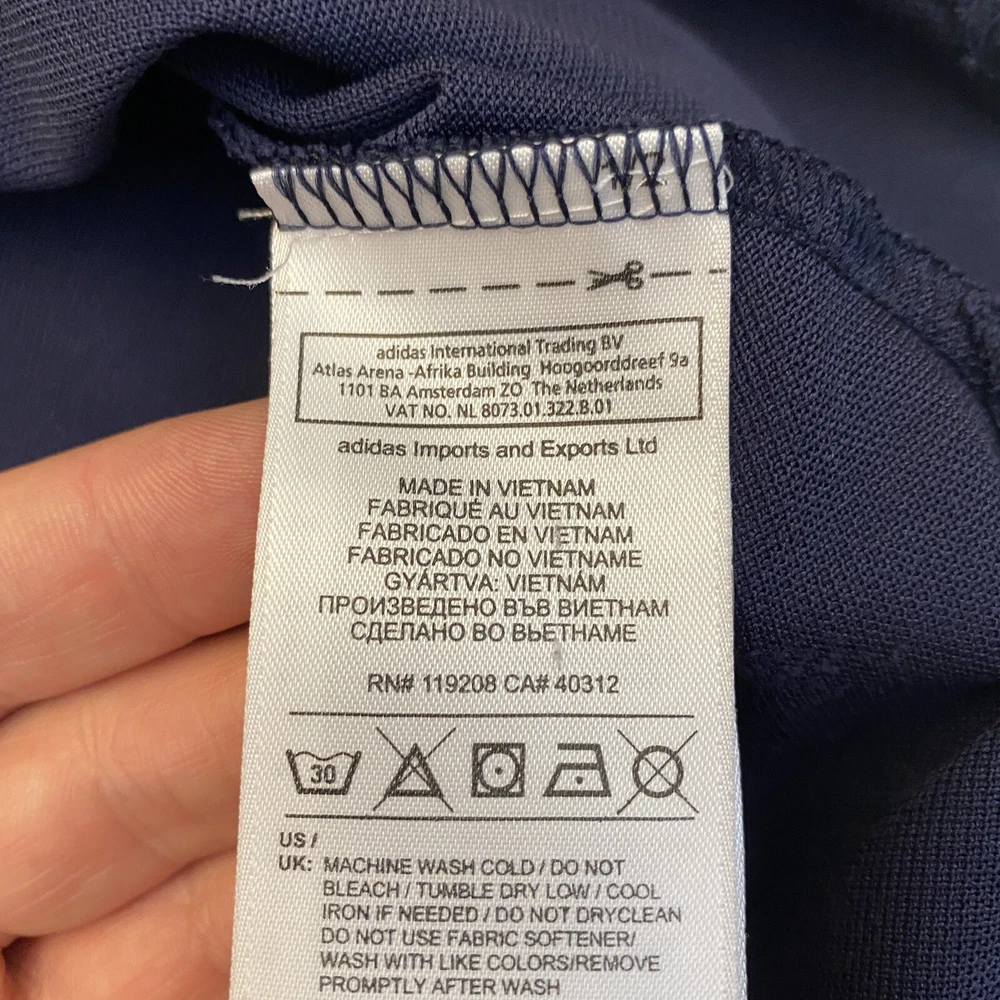 1/2
adidas International Trading BV
Atlas Arena -Afrika Building Hoogoorddreef 9a
1101 BA Amsterdam ZO The Netherlands
VAT NO. NL 8073.01.322.B.01
adidas Imports and Exports Ltd
MADE IN VIETNAM
FABRIQUÉ AU VIETNAM
FABRICADO EN VIETNAM
FABRICADO NO VIETNAME
GYÁRTVA: VIETNÁM
ПРОИЗВЕДЕНО ВЪВ ВИЕТНАМ
СДЕЛАНО ВО ВЬЕТНАМЕ
RN# 119208 CA# 40312
30
US /
UK: MACHINE WASH COLD / DO NOT
BLEACH / TUMBLE DRY LOW / COOL
IRON IF NEEDED / DO NOT DRYCLEAN
DO NOT USE FABRIC SOFTENER/
WASH WITH LIKE COLORS/REMOVE
PROMPTLY AFTER WASH